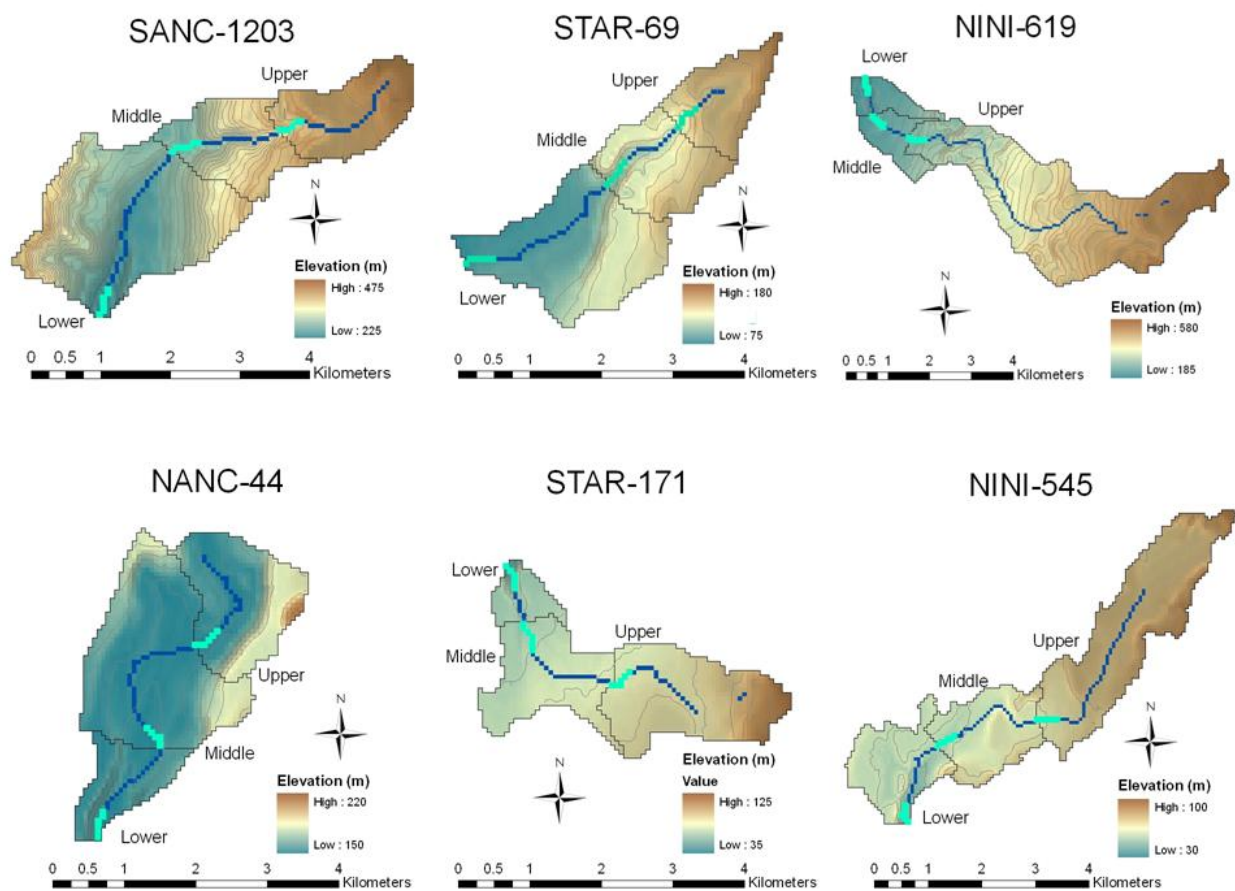 SANC-1203
Upper
Middle
Lower
N
Elevation (m)
High : 475
Low : 225
0 0.5 1 2 3 4
Kilometers
STAR-69
Upper
Middle
Lower
N
Elevation (m)
High : 180
Low : 75
0 0.5 1 2 3 4
Kilometers
NINI-619
Lower
Upper
Middle
N
Elevation (m)
High : 580
Low : 185
0 0.5 1 2 3 4
Kilometers
NANC-44
Upper
Middle
Lower
N
Elevation (m)
High : 220
Low : 150
0 0.5 1 2 3 4
Kilometers
STAR-171
Lower
Upper
Middle
N
Elevation (m)
Value
High : 125
Low : 35
0 0.5 1 2 3 4
Kilometers
NINI-545
Upper
Middle
Lower
N
Elevation (m)
High : 100
Low : 30
0 0.5 1 2 3 4
Kilometers